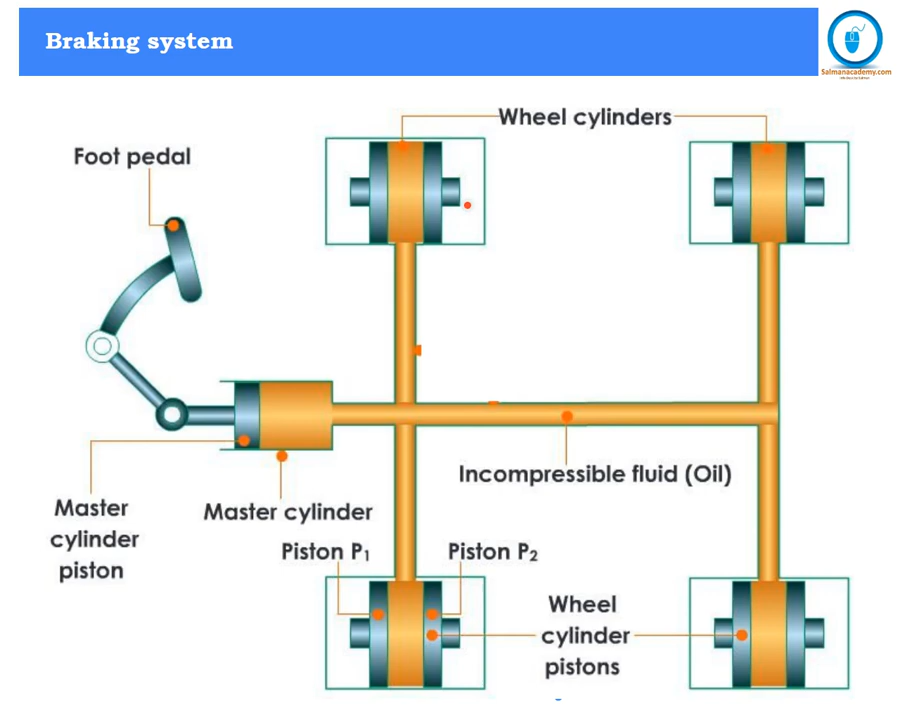 Braking system
Salmanacademy.com
Wheel cylinders
Foot pedal
Incompressible fluid (Oil)
Master
cylinder
piston
Master cylinder
Piston P₁
Piston P₂
Wheel
cylinder
pistons